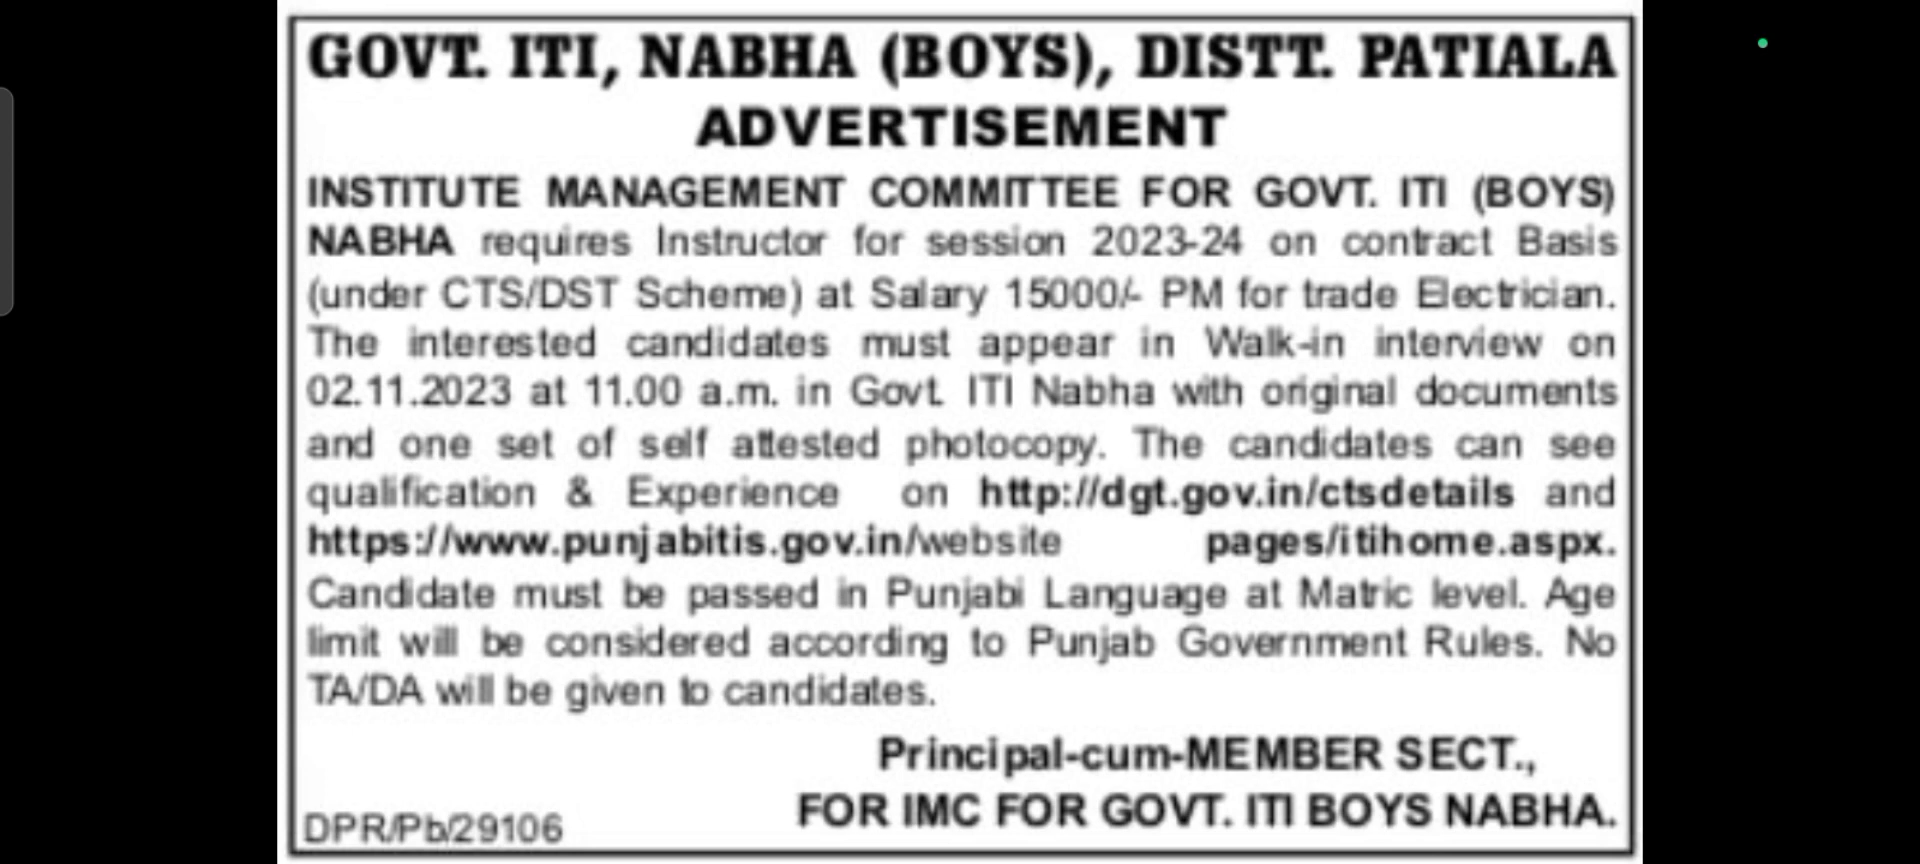 GOVT. ITI, NABHA (BOYS), DISTT. PATIALA
ADVERTISEMENT
INSTITUTE MANAGEMENT COMMITTEE FOR GOVT. ITI (BOYS)
NABHA requires Instructor for session 2023-24 on contract Basis
(under CTS/DST Scheme) at Salary 15000/- PM for trade Electrician.
The interested candidates must appear in Walk-in interview on
02.11.2023 at 11.00 a.m. in Govt. ITI Nabha with original documents
and one set of self attested photocopy. The candidates can see
qualification & Experience on http://dgt.gov.in/ctsdetails and
https://www.punjabitis.gov.in/website pages/itihome.aspx.
Candidate must be passed in Punjabi Language at Matric level. Age
limit will be considered according to Punjab Government Rules. No
TA/DA will be given to candidates.
Principal-cum-MEMBER SECT.,
FOR IMC FOR GOVT. ITI BOYS NABHA.
DPR/Pb/29106